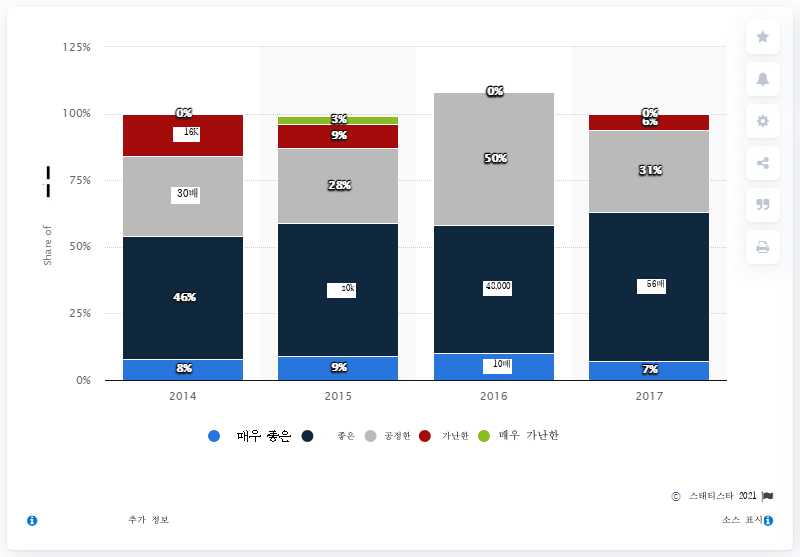 125%
0%
100%
0%
3%
0%
6%
16K
9%
50%
75%
30배
28%
31%
Share of
50%
46%
50k
48,000
56배
25%
8%
9%
10배
7%
0%
2014
2015
2016
2017
매우 좋은
좋은
공정한
가난한
매우 가난한
© 스태티스타 2021
추가 정보
소스 표시